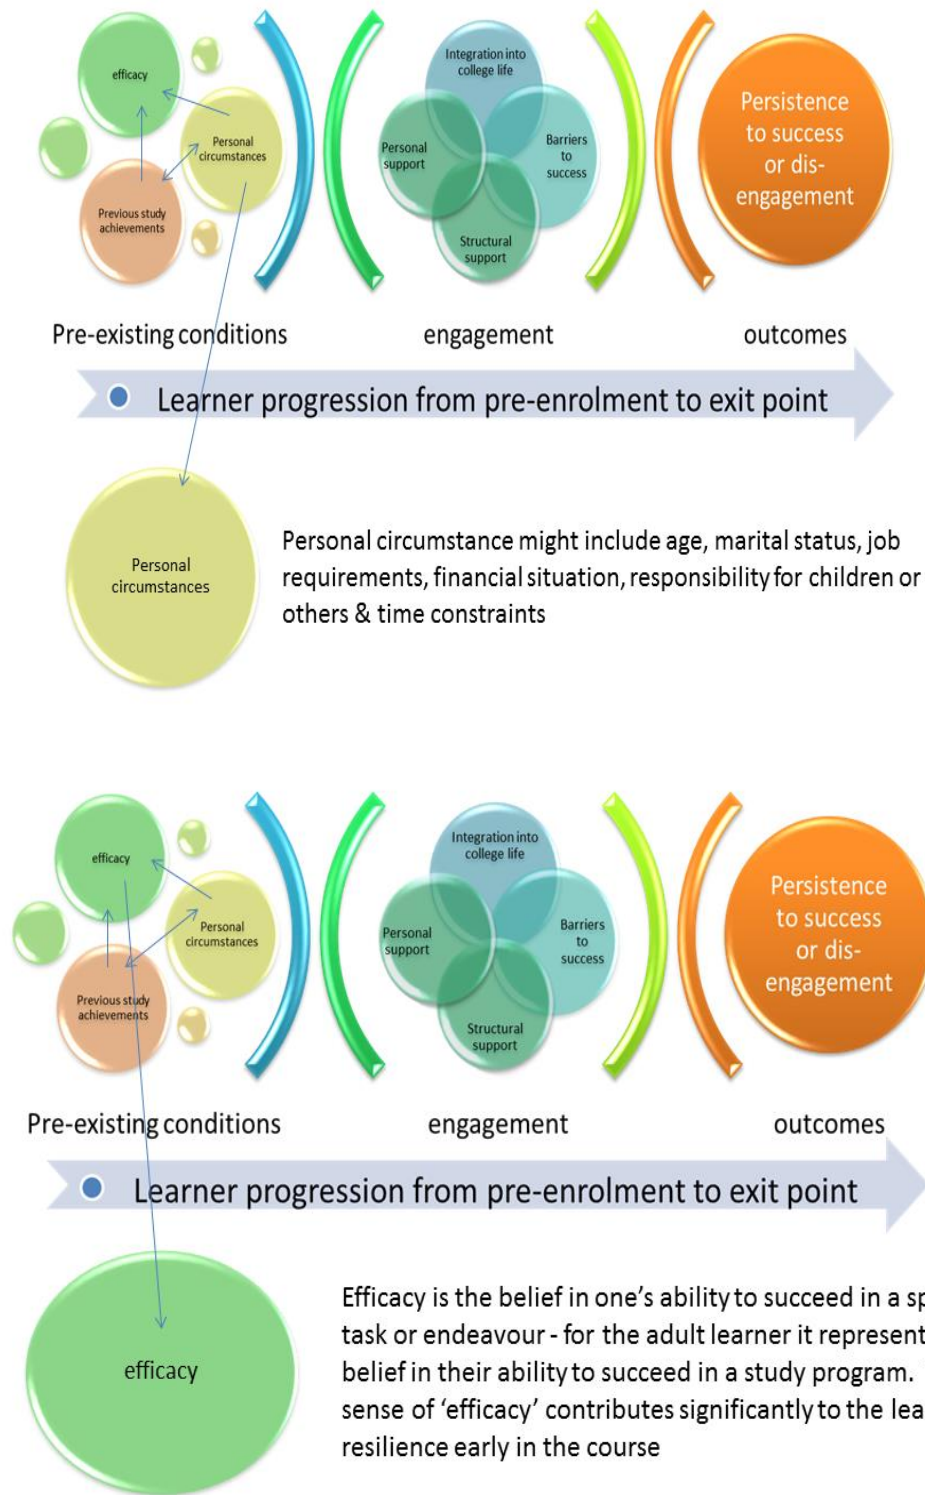 efficacy
Personal
circumstances
Previous study
achievements
Integration into
college life
Personal
support
Barriers
to
success
Structural
support
Persistence
to success
or dis-
engagement
Pre-existing conditions
engagement
outcomes
Learner progression from pre-enrolment to exit point
Personal
circumstances
Personal circumstance might include age, marital status, job
requirements, financial situation, responsibility for children or
others & time constraints
efficacy
Personal
circumstances
Previous study
achievements
Integration into
college life
Personal
support
Barriers
to
success
Structural
support
Persistence
to success
or dis-
engagement
Pre-existing conditions
engagement
outcomes
Learner progression from pre-enrolment to exit point
efficacy
Efficacy is the belief in one's ability to succeed in a
task or endeavour - for the adult learner it
belief in their ability to succeed in a study program.
sense of 'efficacy' contributes significantly to the
resilience early in the course